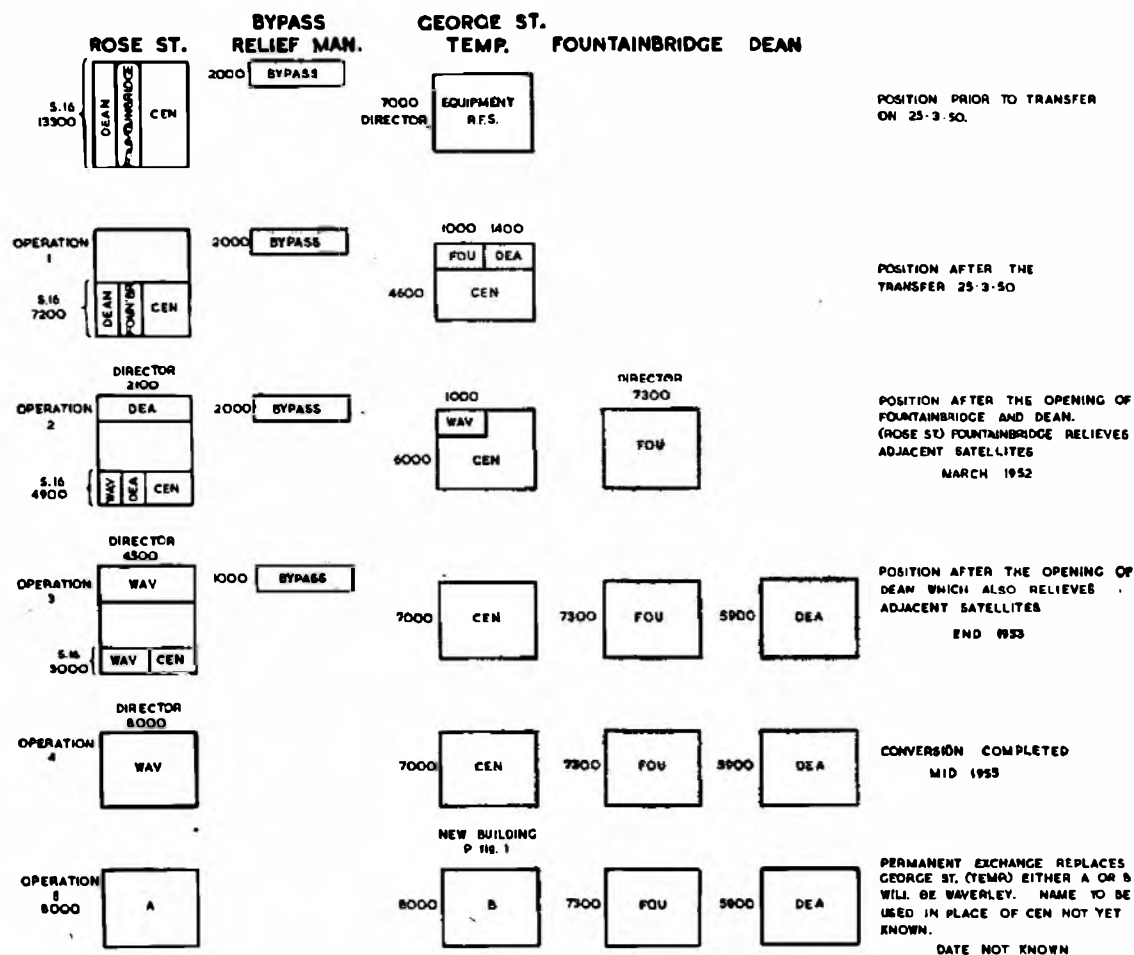 ROSE ST.
BYPASS
RELIEF MAN.
GEORGE ST.
TEMP.
FOUNTAINBRIDGE
DEAN
S.16
13300
DEAN
FOUNTAINBRIDGE
CEN
2000
BYPASS
7000
DIRECTOR
EQUIPMENT
R.F.S.
POSITION PRIOR TO TRANSFER
ON 25·3·50.
OPERATION
1
S.16
7200
DEAN
FOUN'BR
CEN
2000
BYPASS
1000
1400
FOU
DEA
4600
CEN
POSITION AFTER THE
TRANSFER 25·3·50
OPERATION
2
DIRECTOR
2100
DEA
S.16
4900
WAV
DEA
CEN
2000
BYPASS
1000
WAV
6000
CEN
DIRECTOR
7300
FOU
POSITION AFTER THE OPENING OF
FOUNTAINBRIDGE AND DEAN.
(ROSE ST.) FOUNTAINBRIDGE RELIEVES
ADJACENT SATELLITES
MARCH 1952
OPERATION
3
DIRECTOR
4500
WAV
S.16
3000
WAV
CEN
1000
BYPASS
7000
CEN
7300
FOU
5900
DEA
POSITION AFTER THE OPENING OF
DEAN WHICH ALSO RELIEVES
ADJACENT SATELLITES
END 1953
OPERATION
4
DIRECTOR
8000
WAV
7000
CEN
7300
FOU
5900
DEA
CONVERSION COMPLETED
MID 1955
OPERATION
5
8000
A
NEW BUILDING
P fig. 1
8000
B
7300
FOU
5900
DEA
PERMANENT EXCHANGE REPLACES
GEORGE ST. (TEMP) EITHER A OR B
WILL BE WAVERLEY. NAME TO BE
USED IN PLACE OF CEN NOT YET
KNOWN.
DATE NOT KNOWN